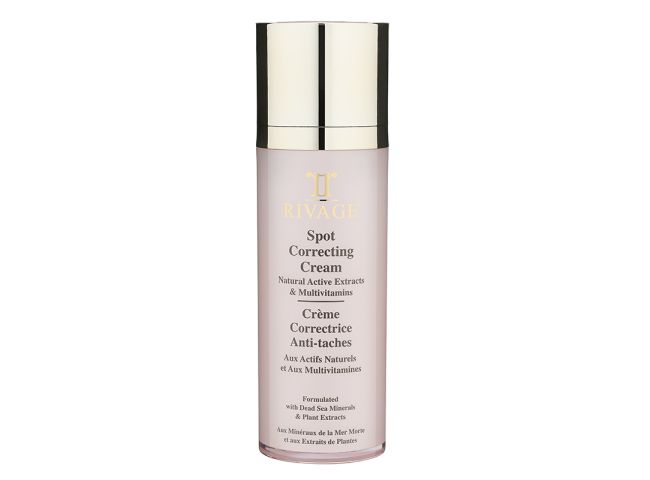 RIVAGE
Spot
Correcting
Cream
Natural Active Extracts
& Multivitamins
Crème
Correctrice
Anti-taches
Aux Actifs Naturels
et Aux Multivitamines
Formulated
with Dead Sea Minerals
& Plant Extracts
Aux Minéraux de la Mer Morte
et aux Extraits de Plantes